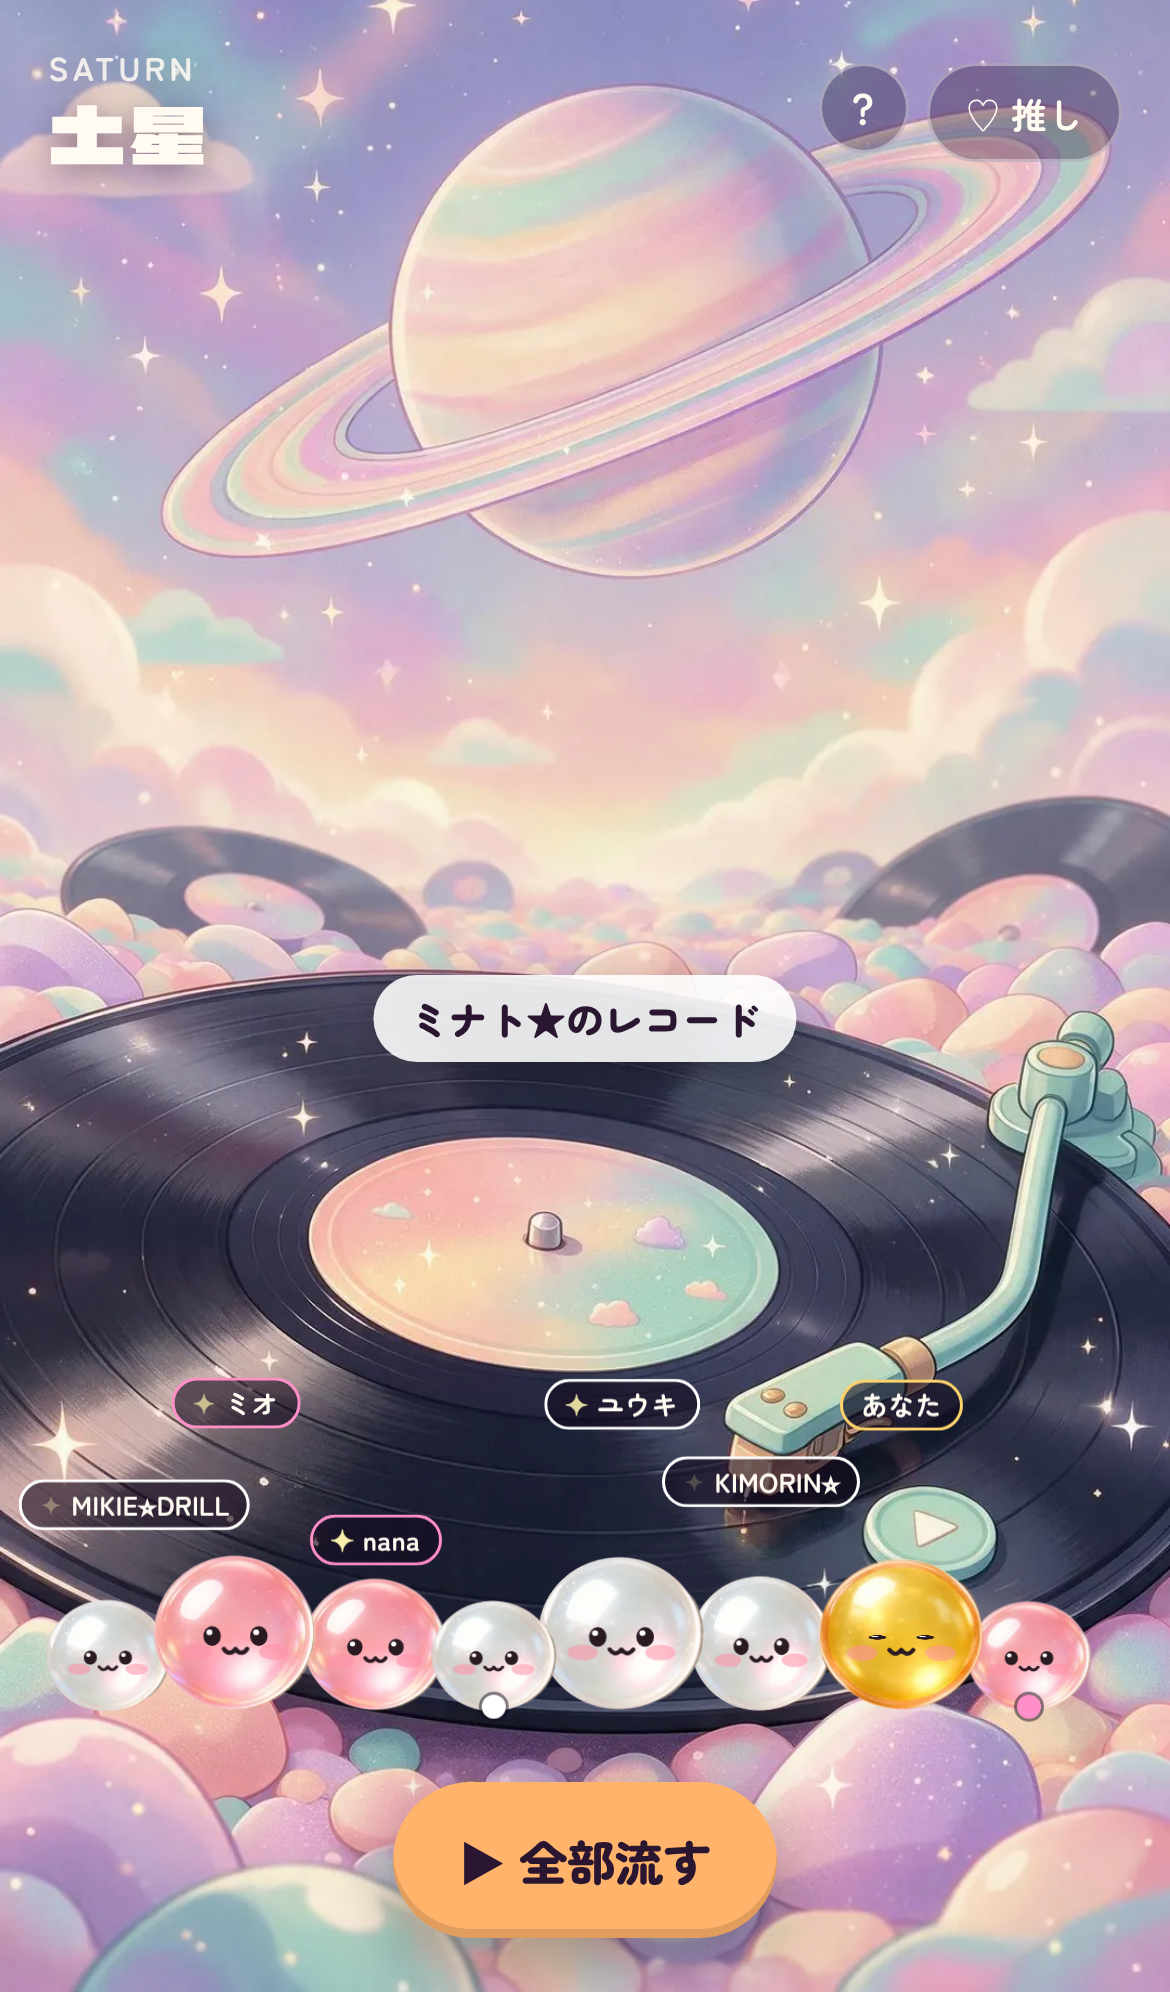 SATURN
土星
?
♡ 推し
ミナト★のレコード
✦ ミオ
✦ ユウキ
あなた
✦ KIMORIN★
✦ MIKIE★DRILL
✦ nana
▶ 全部流す